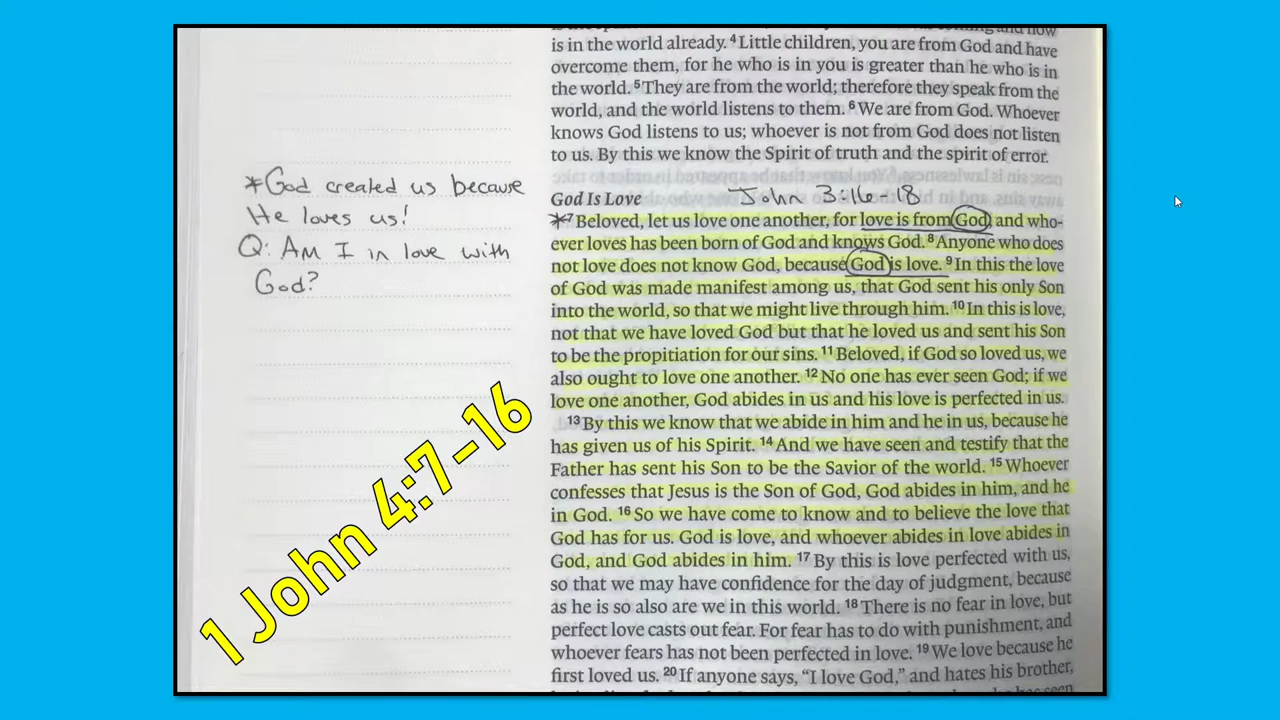 is in the world already. 4 Little children, you are from God and have
overcome them, for he who is in you is greater than he who is in
the world. 5 They are from the world; therefore they speak from the
world, and the world listens to them. 6 We are from God. Whoever
knows God listens to us; whoever is not from God does not listen
to us. By this we know the Spirit of truth and the spirit of error.
*God created us because
He loves us!
Q: Am I in love with
God?
God Is Love
John 3:16-18
*7 Beloved, let us love one another, for love is from God, and who-
ever loves has been born of God and knows God. 8 Anyone who does
not love does not know God, because God is love. 9 In this the love
of God was made manifest among us, that God sent his only Son
into the world, so that we might live through him. 10 In this is love,
not that we have loved God but that he loved us and sent his Son
to be the propitiation for our sins. 11 Beloved, if God so loved us, we
also ought to love one another. 12 No one has ever seen God; if we
love one another, God abides in us and his love is perfected in us.
13 By this we know that we abide in him and he in us, because he
has given us of his Spirit. 14 And we have seen and testify that the
Father has sent his Son to be the Savior of the world. 15 Whoever
confesses that Jesus is the Son of God, God abides in him, and he
in God. 16 So we have come to know and to believe the love that
God has for us. God is love, and whoever abides in love abides in
God, and God abides in him. 17 By this is love perfected with us,
so that we may have confidence for the day of judgment, because
as he is so also are we in this world. 18 There is no fear in love, but
perfect love casts out fear. For fear has to do with punishment, and
whoever fears has not been perfected in love. 19 We love because he
first loved us. 20 If anyone says, “I love God,” and hates his brother,
1 John 4:7-16